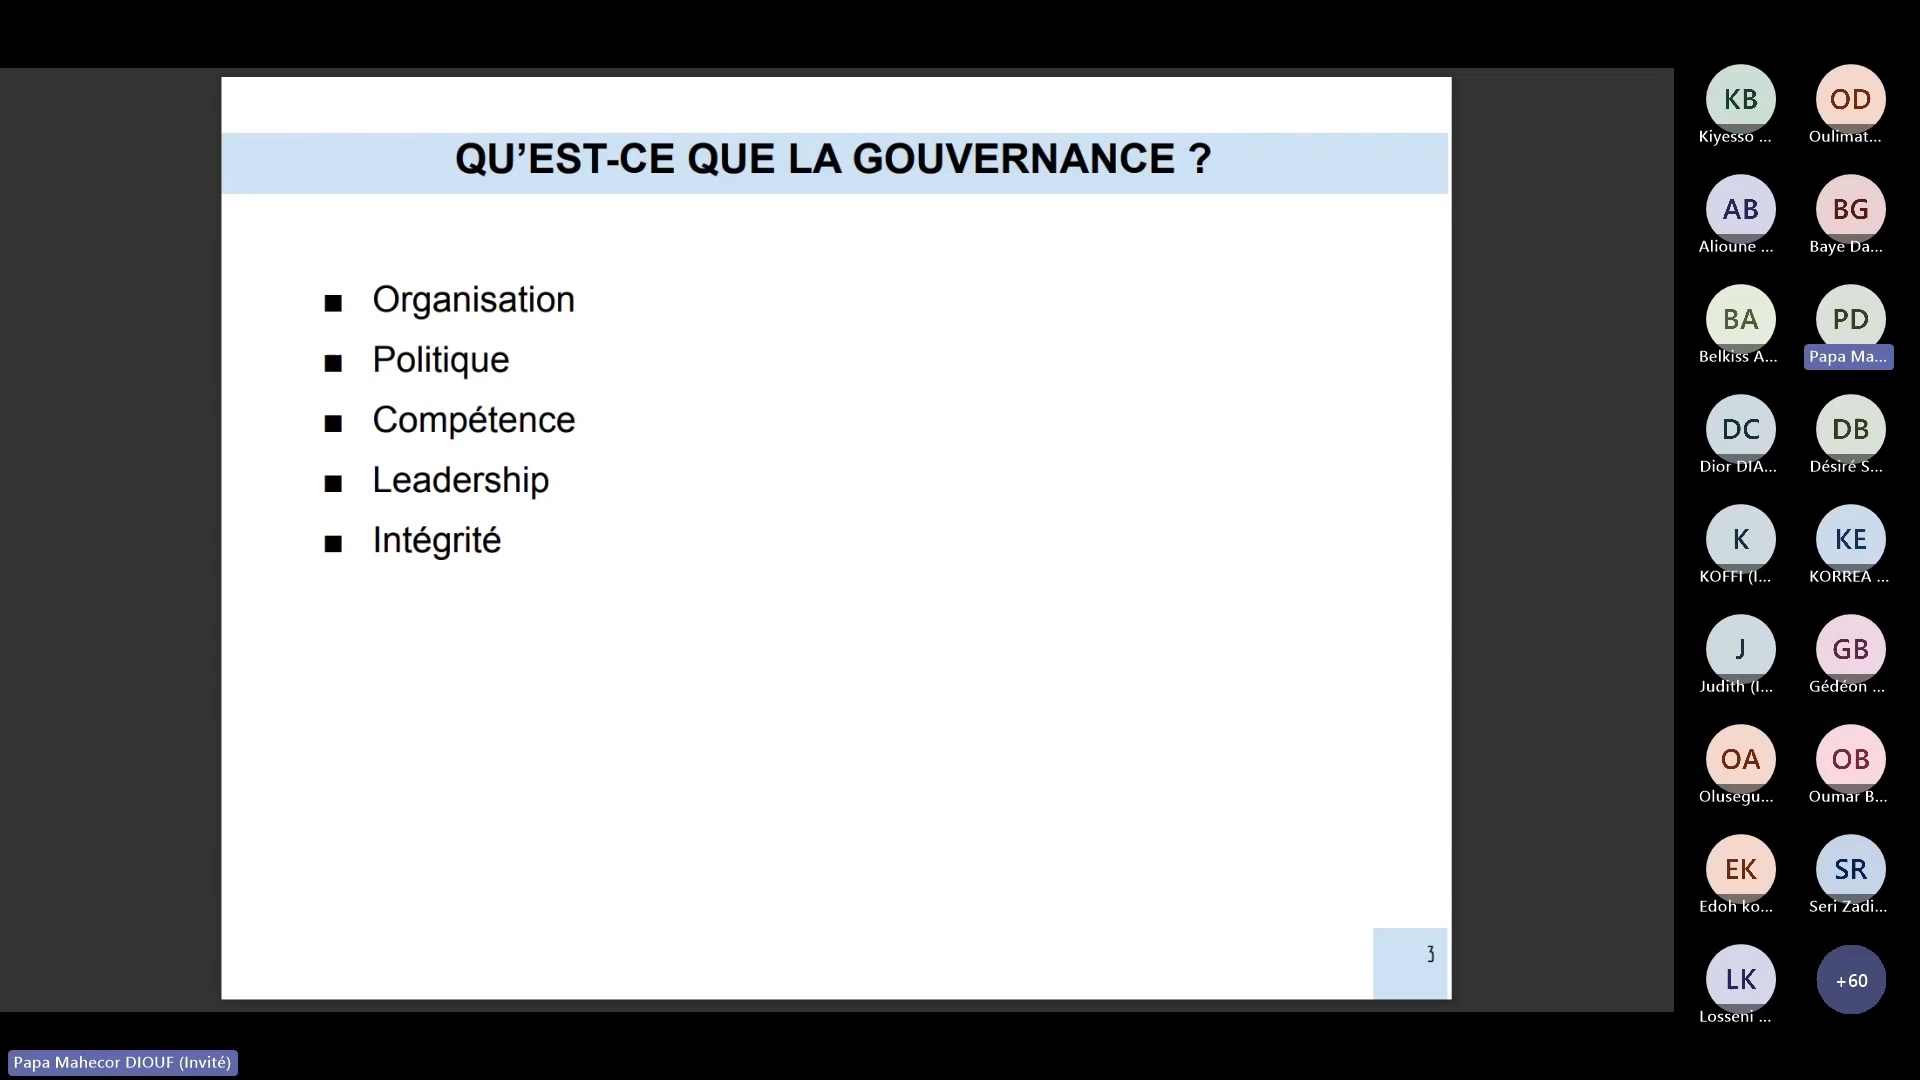 QU’EST-CE QUE LA GOUVERNANCE ?
■ Organisation
■ Politique
■ Compétence
■ Leadership
■ Intégrité
3
KB
Kiyesso ...
OD
Oulimat...
AB
Alioune ...
BG
Baye Da...
BA
Belkiss A...
PD
Papa Ma...
DC
Dior DIA...
DB
Désiré S...
K
KOFFI (I...
KE
KORREA ...
J
Judith (I...
GB
Gédéon ...
OA
Olusegu...
OB
Oumar B...
EK
Edoh ko...
SR
Seri Zadi...
LK
Losseni ...
+60
Papa Mahecor DIOUF (Invité)